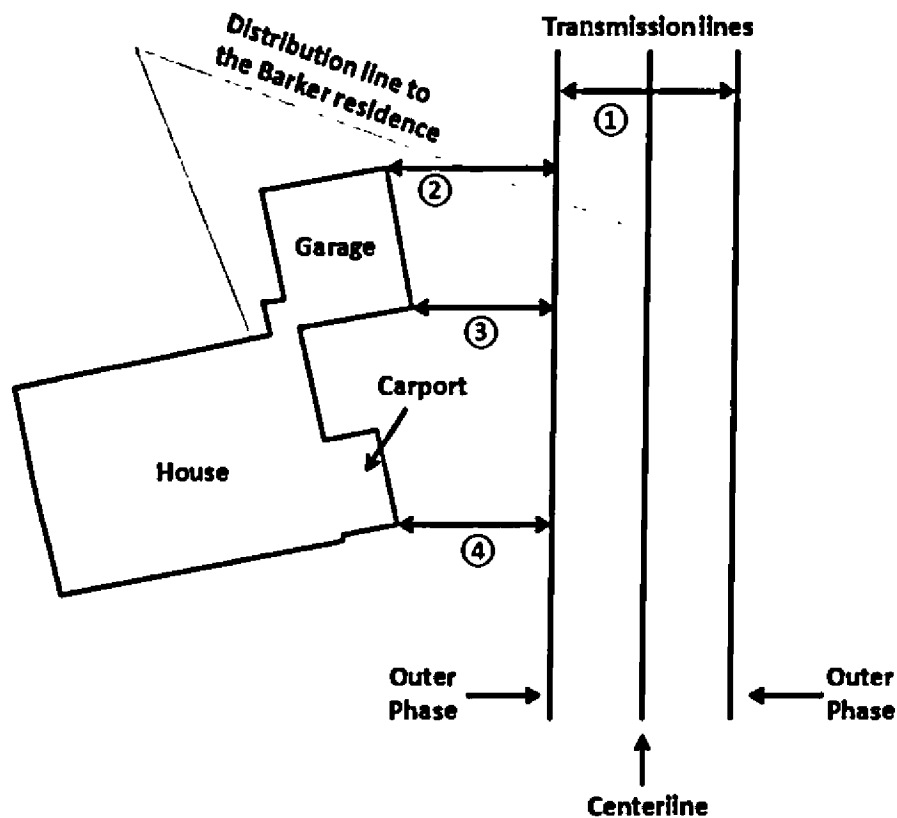 Transmission lines
Distribution line to
the Barker residence
①
②
Garage
③
Carport
House
④
Outer
Phase
Outer
Phase
Centerline